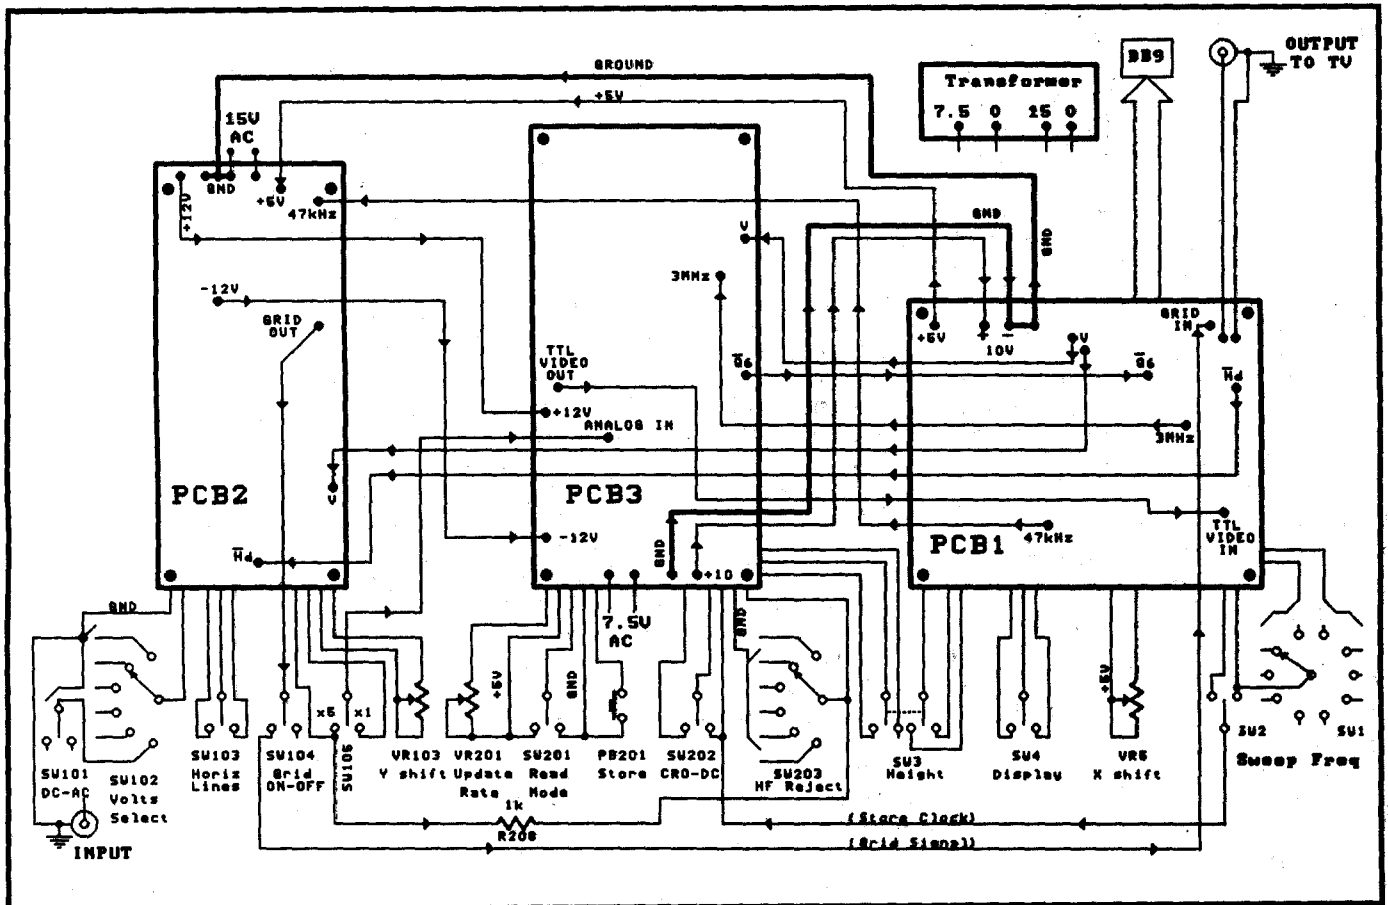 GROUND
+5V
Transformer
7.5 0 15 0
DB9
OUTPUT
TO TV
15V
AC
GND
+12V
+5V
47kHz
-12V
GRID
OUT
V
PCB2
Hd
V
3MHz
TTL
VIDEO
OUT
Q6
+12V
ANALOG IN
PCB3
-12V
GND
+10
7.5V
AC
GND
GND
GRID
IN
+5V
+ -
10V
V
Q6
Hd
3MHz
47kHz
PCB1
TTL
VIDEO
IN
GND
x5 x1
+5V
GND
GND
+5V
SW101
DC-AC
SW102
Volts
Select
SW103
Horiz
Lines
SW104
Grid
ON-OFF
SW105
VR103
Y shift
VR201
Update
Rate
SW201
Read
Mode
PB201
Store
SW202
CRO-DC
SW203
HF Reject
SW3
Height
SW4
Display
VR5
X shift
SW2
SW1
Sweep Freq
1k
R206
(Store Clock)
(Grid Signal)
INPUT